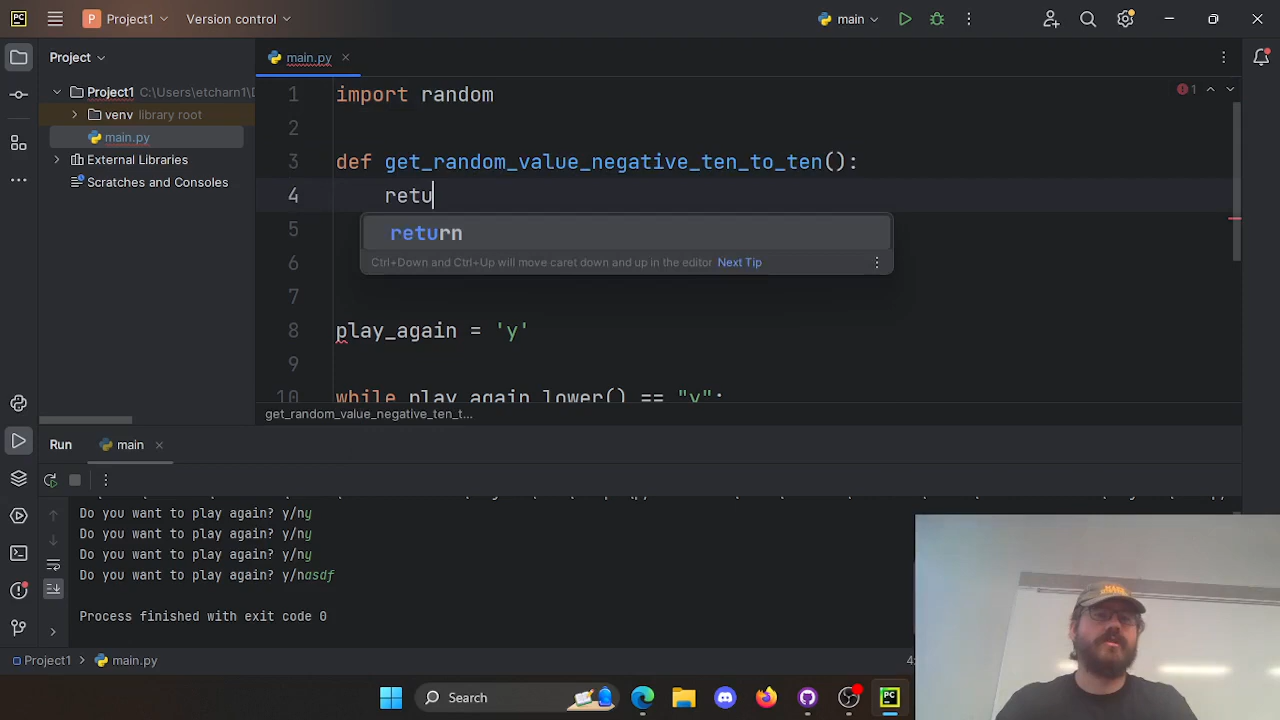 Project1
Version control
main
Project
main.py
Project1 C:\Users\etcharn1\D
venv library root
main.py
External Libraries
Scratches and Consoles
1 import random
2
3 def get_random_value_negative_ten_to_ten():
4 retu
return
Ctrl+Down and Ctrl+Up will move caret down and up in the editor Next Tip
5
6
7
8 play_again = 'y'
9
10 while play_again.lower() == "y":
1
get_random_value_negative_ten_t...
Run main
Do you want to play again? y/ny
Do you want to play again? y/ny
Do you want to play again? y/ny
Do you want to play again? y/nasdf
Process finished with exit code 0
Project1 > main.py
4:
Search